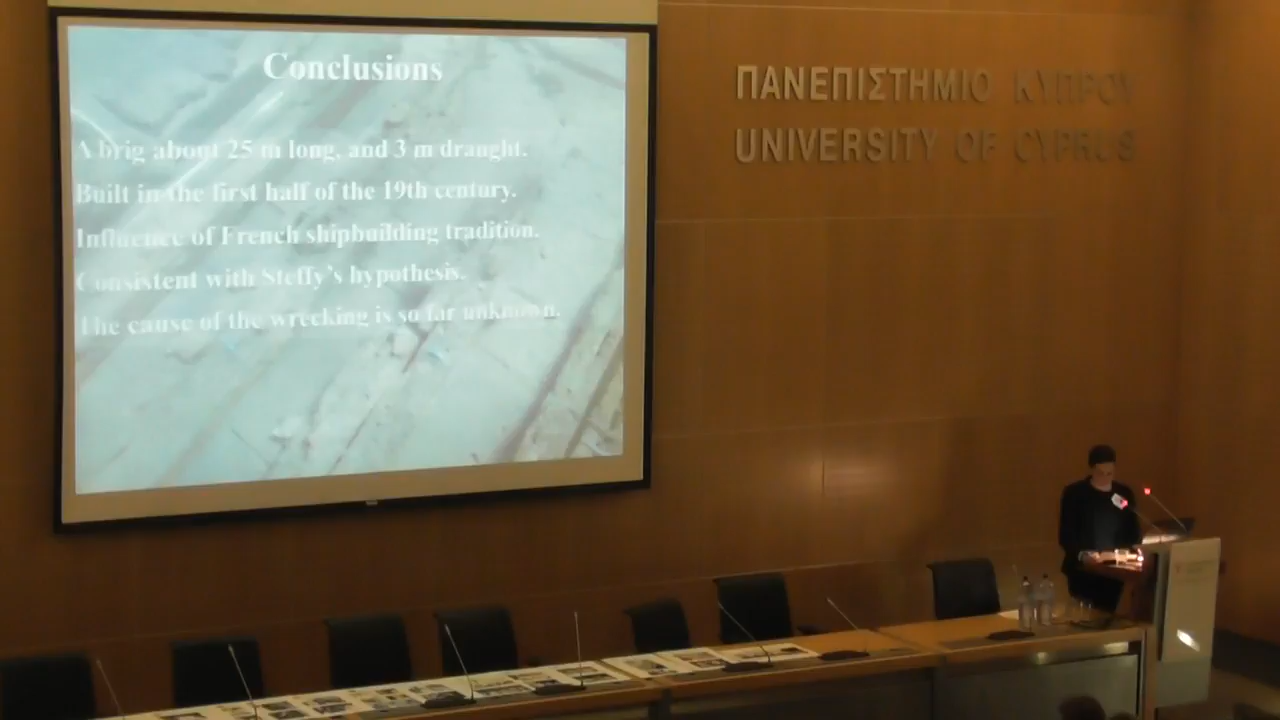 Conclusions
A brig about 25 m long, and 3 m draught.
Built in the first half of the 19th century.
Influence of French shipbuilding tradition.
Consistent with Steffy's hypothesis.
The cause of the wrecking is so far unknown.
ΠΑΝΕΠΙΣΤΗΜΙΟ ΚΥΠΡΟΥ
UNIVERSITY OF CYPRUS